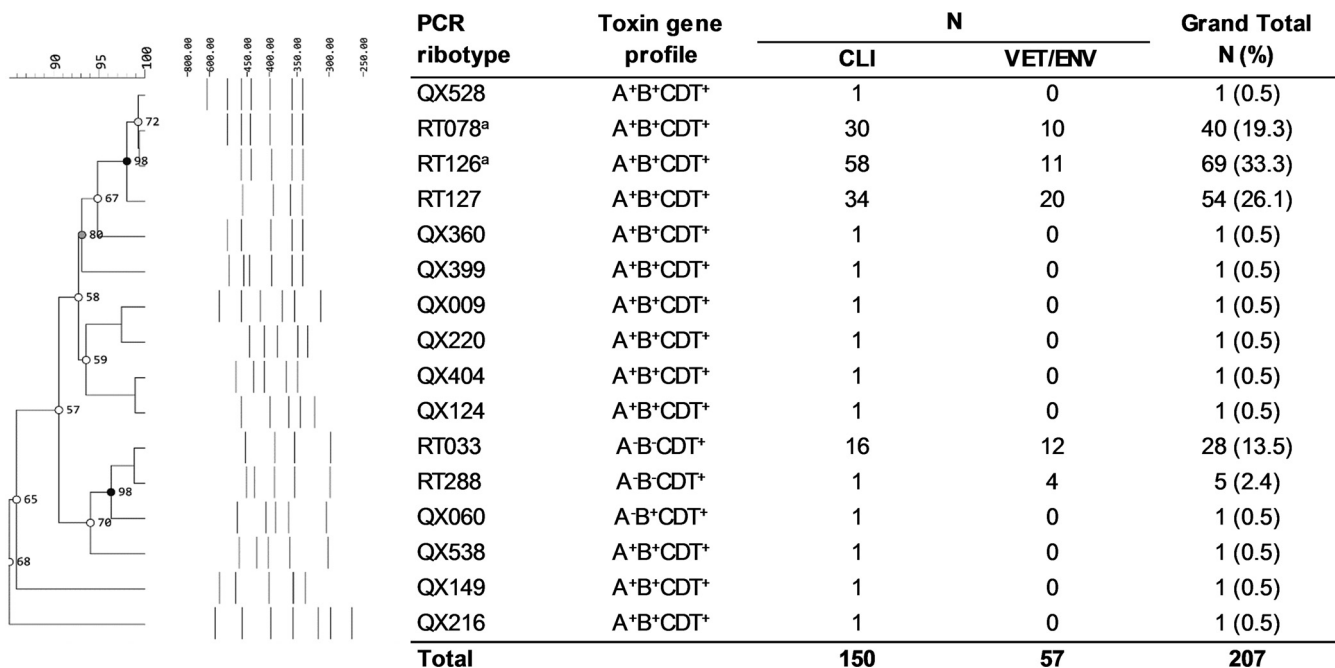 PCR ribotype Toxin gene profile N Grand Total N (%)
CLI VET/ENV
90 95 100
-800.00 -600.00 -450.00 -400.00 -350.00 -300.00 -250.00
QX528 A⁺B⁺CDT⁺ 1 0 1 (0.5)
72
RT078ᵃ A⁺B⁺CDT⁺ 30 10 40 (19.3)
98
RT126ᵃ A⁺B⁺CDT⁺ 58 11 69 (33.3)
67
RT127 A⁺B⁺CDT⁺ 34 20 54 (26.1)
80
QX360 A⁺B⁺CDT⁺ 1 0 1 (0.5)
QX399 A⁺B⁺CDT⁺ 1 0 1 (0.5)
58
QX009 A⁺B⁺CDT⁺ 1 0 1 (0.5)
QX220 A⁺B⁺CDT⁺ 1 0 1 (0.5)
59
QX404 A⁺B⁺CDT⁺ 1 0 1 (0.5)
57
QX124 A⁺B⁺CDT⁺ 1 0 1 (0.5)
RT033 A⁻B⁻CDT⁺ 16 12 28 (13.5)
98
RT288 A⁻B⁻CDT⁺ 1 4 5 (2.4)
65
QX060 A⁻B⁺CDT⁺ 1 0 1 (0.5)
70
QX538 A⁺B⁺CDT⁺ 1 0 1 (0.5)
68
QX149 A⁺B⁺CDT⁺ 1 0 1 (0.5)
QX216 A⁺B⁺CDT⁺ 1 0 1 (0.5)
Total 150 57 207